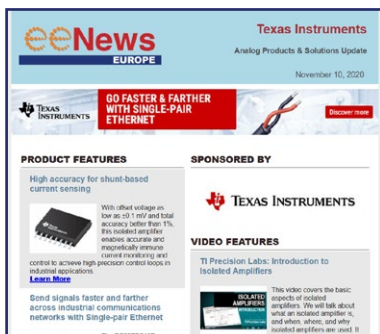 eeNews
EUROPE
Texas Instruments
Analog Products & Solutions Update
November 10, 2020
TEXAS
INSTRUMENTS
GO FASTER & FARTHER
WITH SINGLE-PAIR
ETHERNET
Discover more
PRODUCT FEATURES
High accuracy for shunt-based
current sensing
With offset voltage as
low as ±0.1 mV and total
accuracy better than 1%,
this isolated amplifier
enables accurate and
magnetically immune
current monitoring and
control to achieve high precision control loops in
industrial applications
Learn More
Send signals faster and farther
across industrial communications
networks with Single-pair Ethernet
SPONSORED BY
TEXAS INSTRUMENTS
VIDEO FEATURES
TI Precision Labs: Introduction to
Isolated Amplifiers
ISOLATED
AMPLIFIERS
INTRODUCTION
This video covers the basic
aspects of isolated
amplifiers. We will talk about
what an isolated amplifier is,
and when, where, and why
isolated amplifiers are used. It